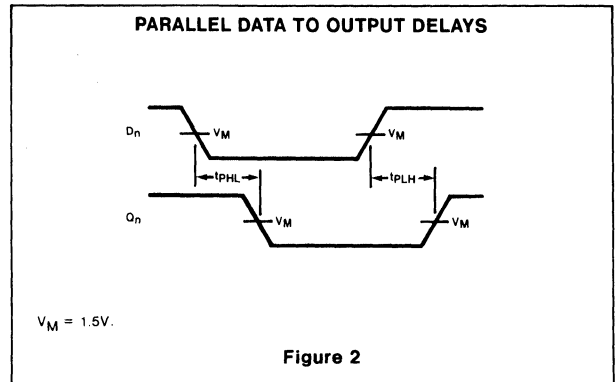 PARALLEL DATA TO OUTPUT DELAYS
Dn
VM
VM
tPHL
tPLH
Qn
VM
VM
VM = 1.5V.
Figure 2